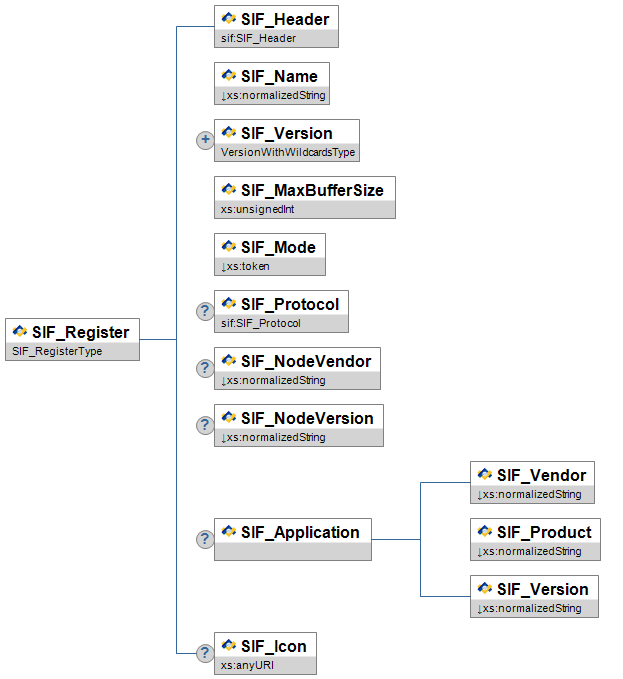 SIF_Header
sif:SIF_Header
SIF_Name
↓xs:normalizedString
+
SIF_Version
VersionWithWildcardsType
SIF_MaxBufferSize
xs:unsignedInt
SIF_Mode
↓xs:token
?
SIF_Protocol
sif:SIF_Protocol
SIF_Register
SIF_RegisterType
?
SIF_NodeVendor
↓xs:normalizedString
?
SIF_NodeVersion
↓xs:normalizedString
?
SIF_Application
SIF_Vendor
↓xs:normalizedString
SIF_Product
↓xs:normalizedString
SIF_Version
↓xs:normalizedString
?
SIF_Icon
xs:anyURI